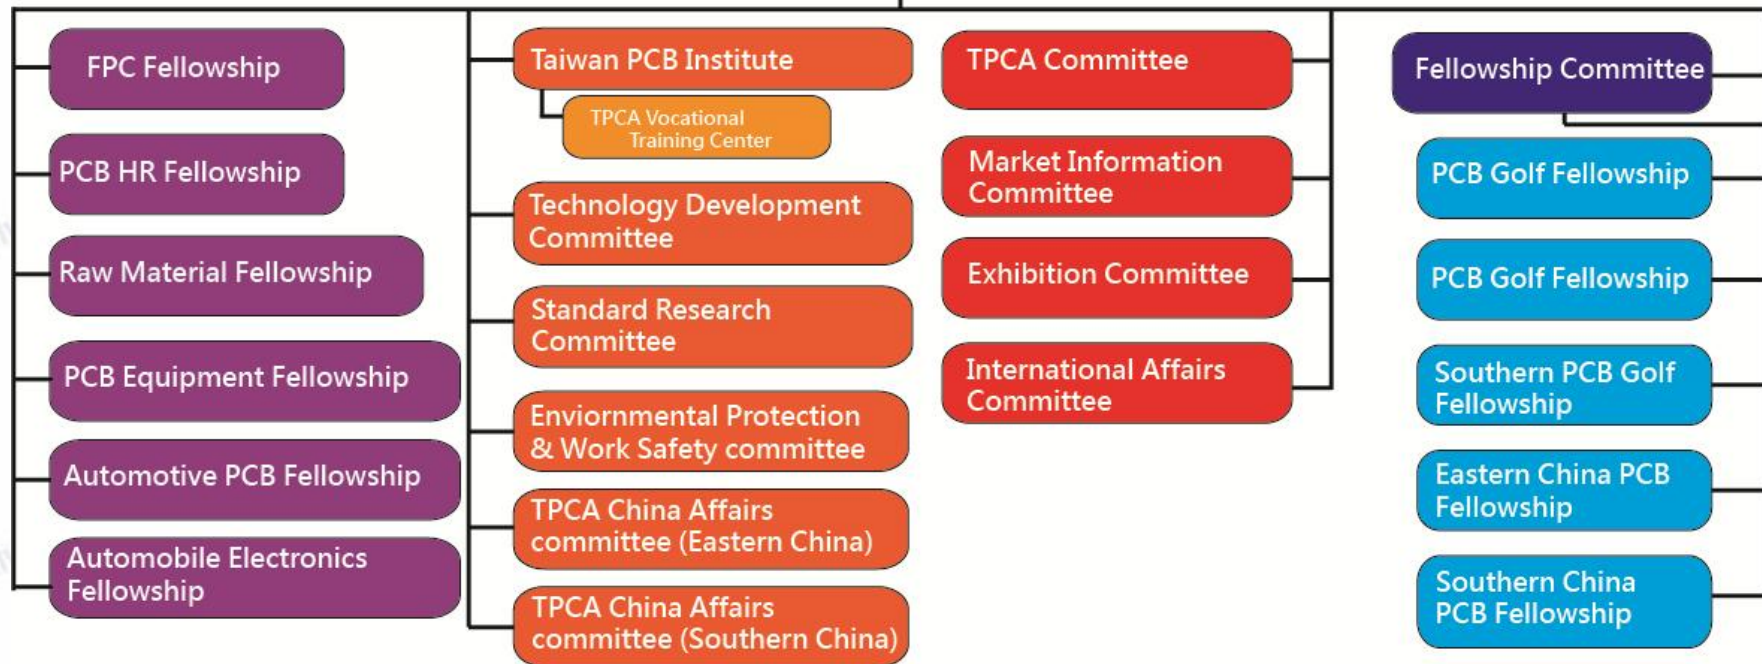 FPC Fellowship
PCB HR Fellowship
Raw Material Fellowship
PCB Equipment Fellowship
Automotive PCB Fellowship
Automobile Electronics
Fellowship
Taiwan PCB Institute
TPCA Vocational
Training Center
Technology Development
Committee
Standard Research
Committee
Enviornmental Protection
& Work Safety committee
TPCA China Affairs
committee (Eastern China)
TPCA China Affairs
committee (Southern China)
TPCA Committee
Market Information
Committee
Exhibition Committee
International Affairs
Committee
Fellowship Committee
PCB Golf Fellowship
PCB Golf Fellowship
Southern PCB Golf
Fellowship
Eastern China PCB
Fellowship
Southern China
PCB Fellowship